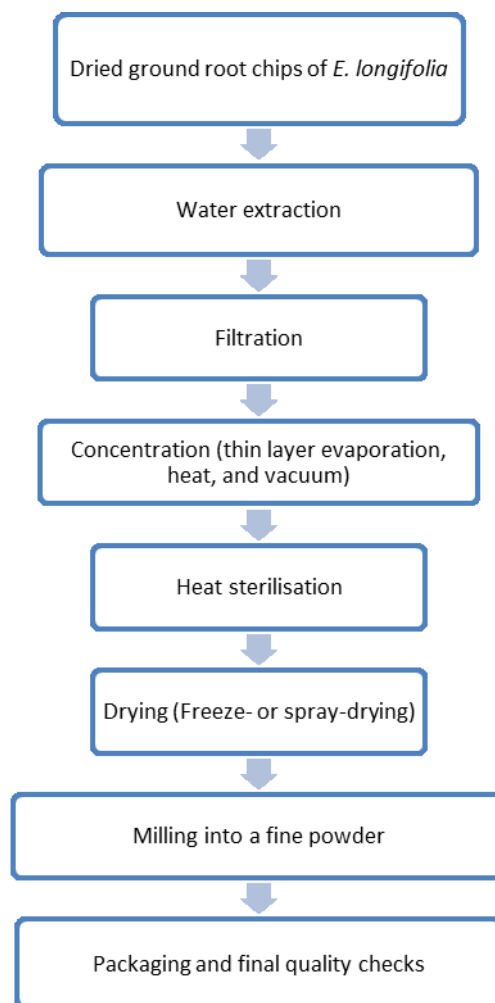 Dried ground root chips of E. longifolia
Water extraction
Filtration
Concentration (thin layer evaporation,
heat, and vacuum)
Heat sterilisation
Drying (Freeze- or spray-drying)
Milling into a fine powder
Packaging and final quality checks